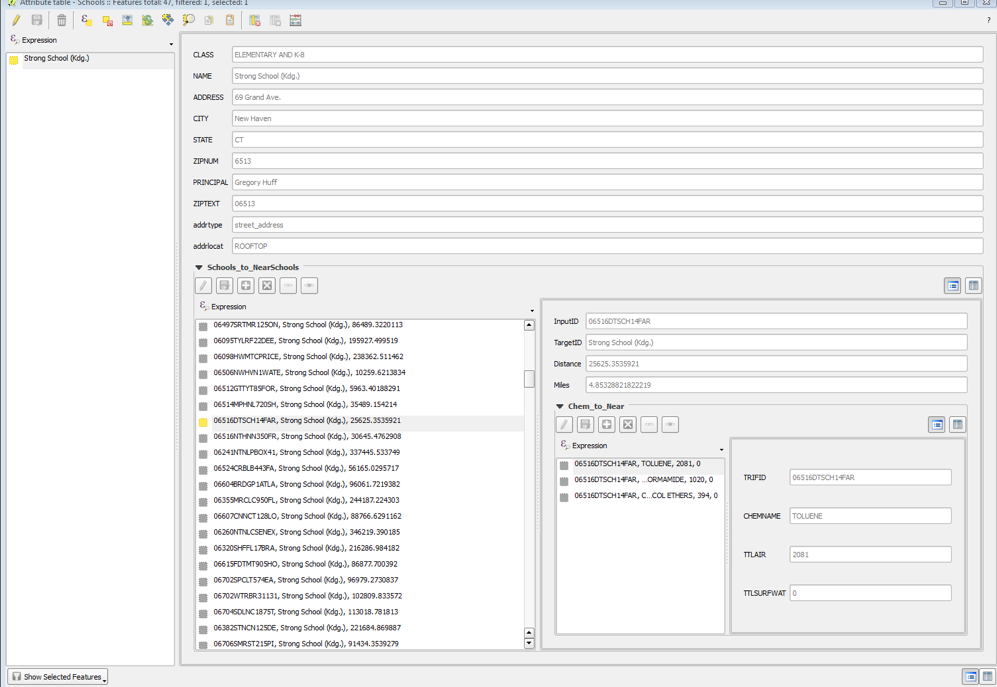 Attribute table - Schools :: Features total: 47, filtered: 1, selected: 1
?
Expression
Strong School (Kdg.)
CLASS ELEMENTARY AND K-8
NAME Strong School (Kdg.)
ADDRESS 69 Grand Ave.
CITY New Haven
STATE CT
ZIPNUM 6513
PRINCIPAL Gregory Huff
ZIPTEXT 06513
addrtype street_address
addrlocat ROOFTOP
Schools_to_NearSchools
Expression
06497SRTMR125ON, Strong School (Kdg.), 86489.3220113
06095TYLRF22DEE, Strong School (Kdg.), 195927.499519
06098HWMTCPRICE, Strong School (Kdg.), 238362.511462
06506NWHVN1WATE, Strong School (Kdg.), 10259.6213834
06512GTTYT85FOR, Strong School (Kdg.), 5963.40188291
06514MPHNL720SH, Strong School (Kdg.), 35489.154214
06516DTSCH14FAR, Strong School (Kdg.), 25625.3535921
06516NTHNN350FR, Strong School (Kdg.), 30645.4762908
06241NTNLPBOX41, Strong School (Kdg.), 337445.533749
06524CRBLB443FA, Strong School (Kdg.), 56165.0295717
06604BRDGP1ATLA, Strong School (Kdg.), 96061.7219382
06355MRCLC950FL, Strong School (Kdg.), 244187.224303
06607CNNCT128LO, Strong School (Kdg.), 88766.6291162
06260NTNLCSENEX, Strong School (Kdg.), 346219.390185
06320SHFFL17BRA, Strong School (Kdg.), 216286.984182
06615FDTMT905HO, Strong School (Kdg.), 86877.700392
06702SPCLT574EA, Strong School (Kdg.), 96979.2730837
06702WTRBR31131, Strong School (Kdg.), 102809.833572
06704SDLNC1875T, Strong School (Kdg.), 113018.781813
06382STNCN125DE, Strong School (Kdg.), 221684.869887
06706SMRST215PI, Strong School (Kdg.), 91434.3539279
InputID 06516DTSCH14FAR
TargetID Strong School (Kdg.)
Distance 25625.3535921
Miles 4.85328821822219
Chem_to_Near
Expression
06516DTSCH14FAR, TOLUENE, 2081, 0
06516DTSCH14FAR, ...ORMAMIDE, 1020, 0
06516DTSCH14FAR, C...COL ETHERS, 394, 0
TRIFID 06516DTSCH14FAR
CHEMNAME TOLUENE
TTLAIR 2081
TTLSURFWAT 0
Show Selected Features